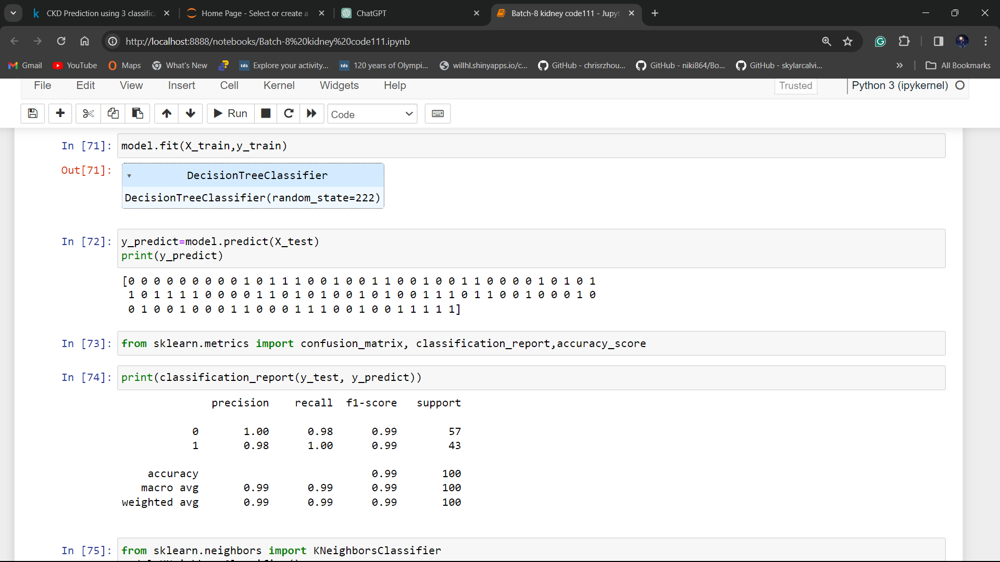 CKD Prediction using 3 classific
Home Page - Select or create a
ChatGPT
Batch-8 kidney code111 - Jupyt
http://localhost:8888/notebooks/Batch-8%20kidney%20code111.ipynb
Gmail
YouTube
Maps
What's New
tds Explore your activity...
tds 120 years of Olympi...
willhl.shinyapps.io/c...
GitHub - chrisrzhou...
GitHub - niki864/Bo...
GitHub - skylarcalvi...
All Bookmarks
File Edit View Insert Cell Kernel Widgets Help Trusted Python 3 (ipykernel)
Run Code
In [71]: model.fit(X_train,y_train)
Out[71]: DecisionTreeClassifier
DecisionTreeClassifier(random_state=222)
In [72]: y_predict=model.predict(X_test)
print(y_predict)
[0 0 0 0 0 0 0 0 0 1 0 1 1 1 0 0 1 0 0 1 1 0 0 1 0 0 1 1 0 0 0 0 1 0 1 0 1
1 0 1 1 1 1 0 0 0 0 1 1 0 1 0 1 0 0 1 0 1 0 0 1 1 1 0 1 1 0 0 1 0 0 0 1 0
0 1 0 0 1 0 0 0 1 1 0 0 0 1 1 1 0 0 1 0 0 1 1 1 1 1]
In [73]: from sklearn.metrics import confusion_matrix, classification_report,accuracy_score
In [74]: print(classification_report(y_test, y_predict))
precision recall f1-score support
0 1.00 0.98 0.99 57
1 0.98 1.00 0.99 43
accuracy 0.99 100
macro avg 0.99 0.99 0.99 100
weighted avg 0.99 0.99 0.99 100
In [75]: from sklearn.neighbors import KNeighborsClassifier